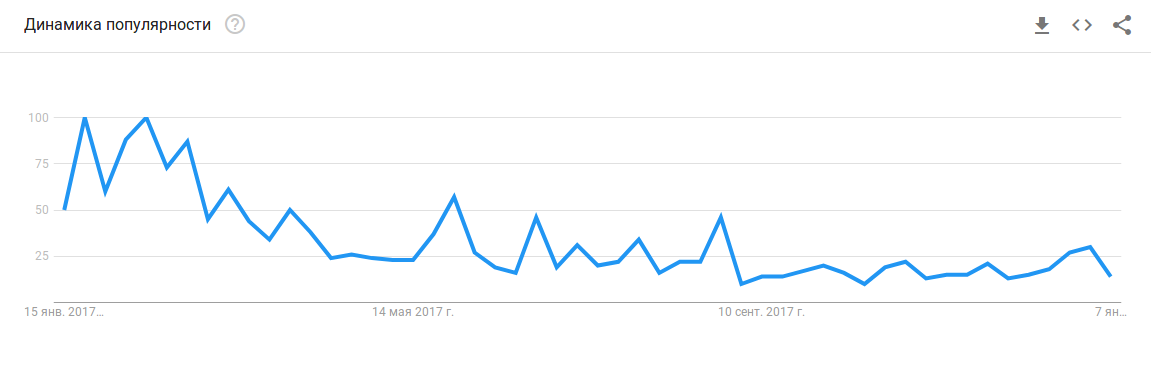 Динамика популярности ?
100
75
50
25
15 янв. 2017…
14 мая 2017 г.
10 сент. 2017 г.
7 ян…